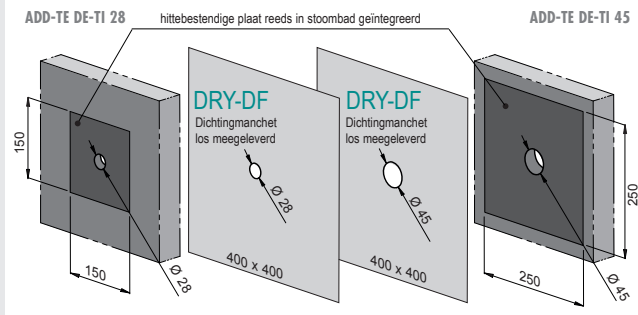 ADD-TE DE-TI 28
hittebestendige plaat reeds in stoombad geïntegreerd
ADD-TE DE-TI 45
DRY-DF
Dichtingmanchet
los meegeleverd
Ø 28
400 x 400
DRY-DF
Dichtingmanchet
los meegeleverd
Ø 45
400 x 400
150
150
Ø 28
250
250
Ø 45